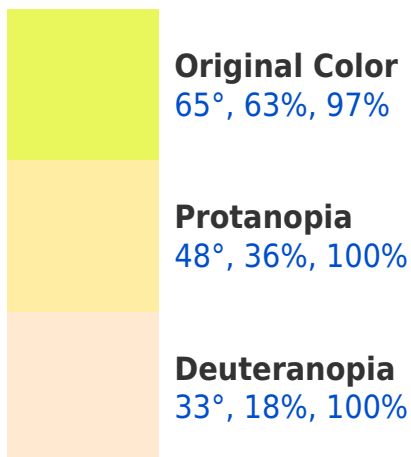 Original Color
65°, 63%, 97%
Protanopia
48°, 36%, 100%
Deuteranopia
33°, 18%, 100%